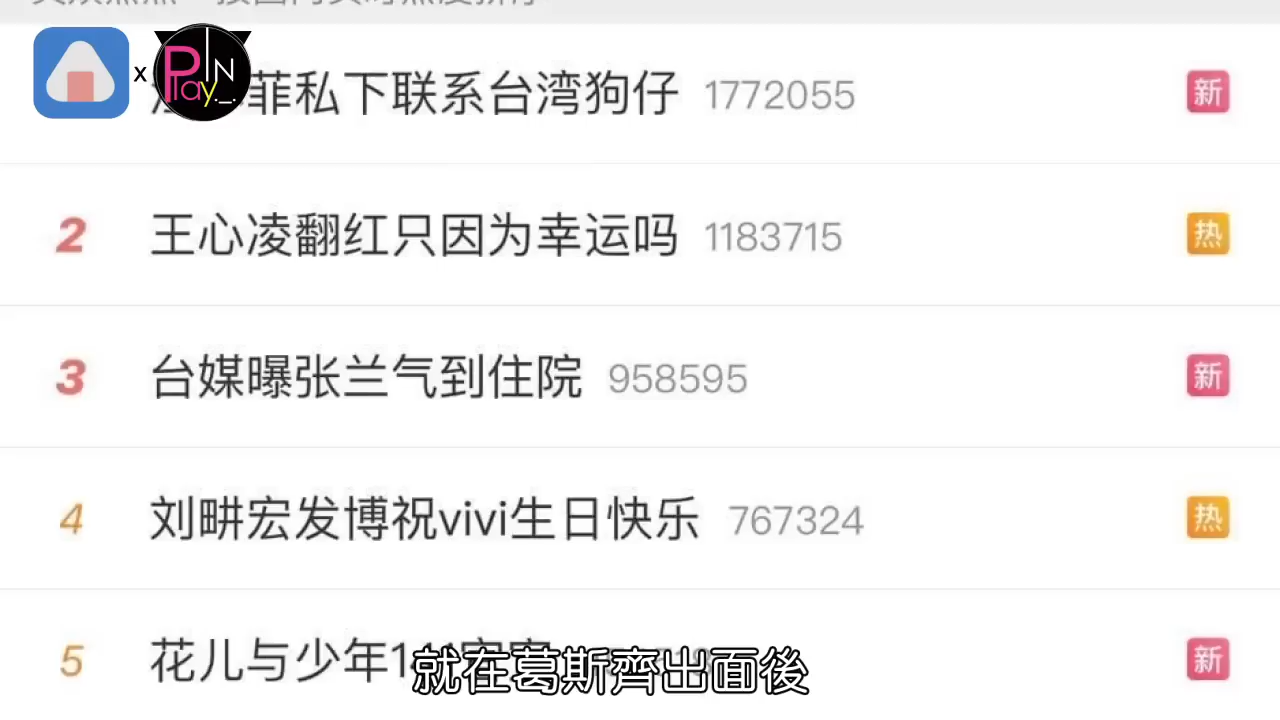 PlayIN
x
菲私下联系台湾狗仔 1772055 新
2 王心凌翻红只因为幸运吗 1183715 热
3 台媒曝张兰气到住院 958595 新
4 刘畊宏发博祝vivi生日快乐 767324 热
5 花儿与少年 新
就在葛斯齊出面後